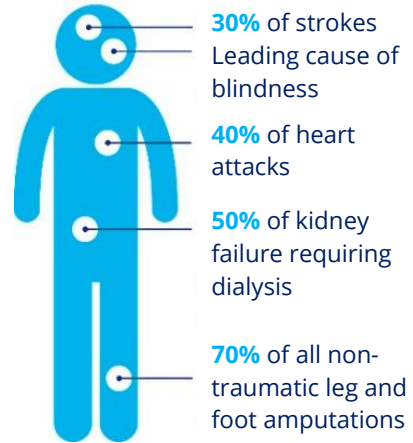 30% of strokes
Leading cause of
blindness
40% of heart
attacks
50% of kidney
failure requiring
dialysis
70% of all non-
traumatic leg and
foot amputations